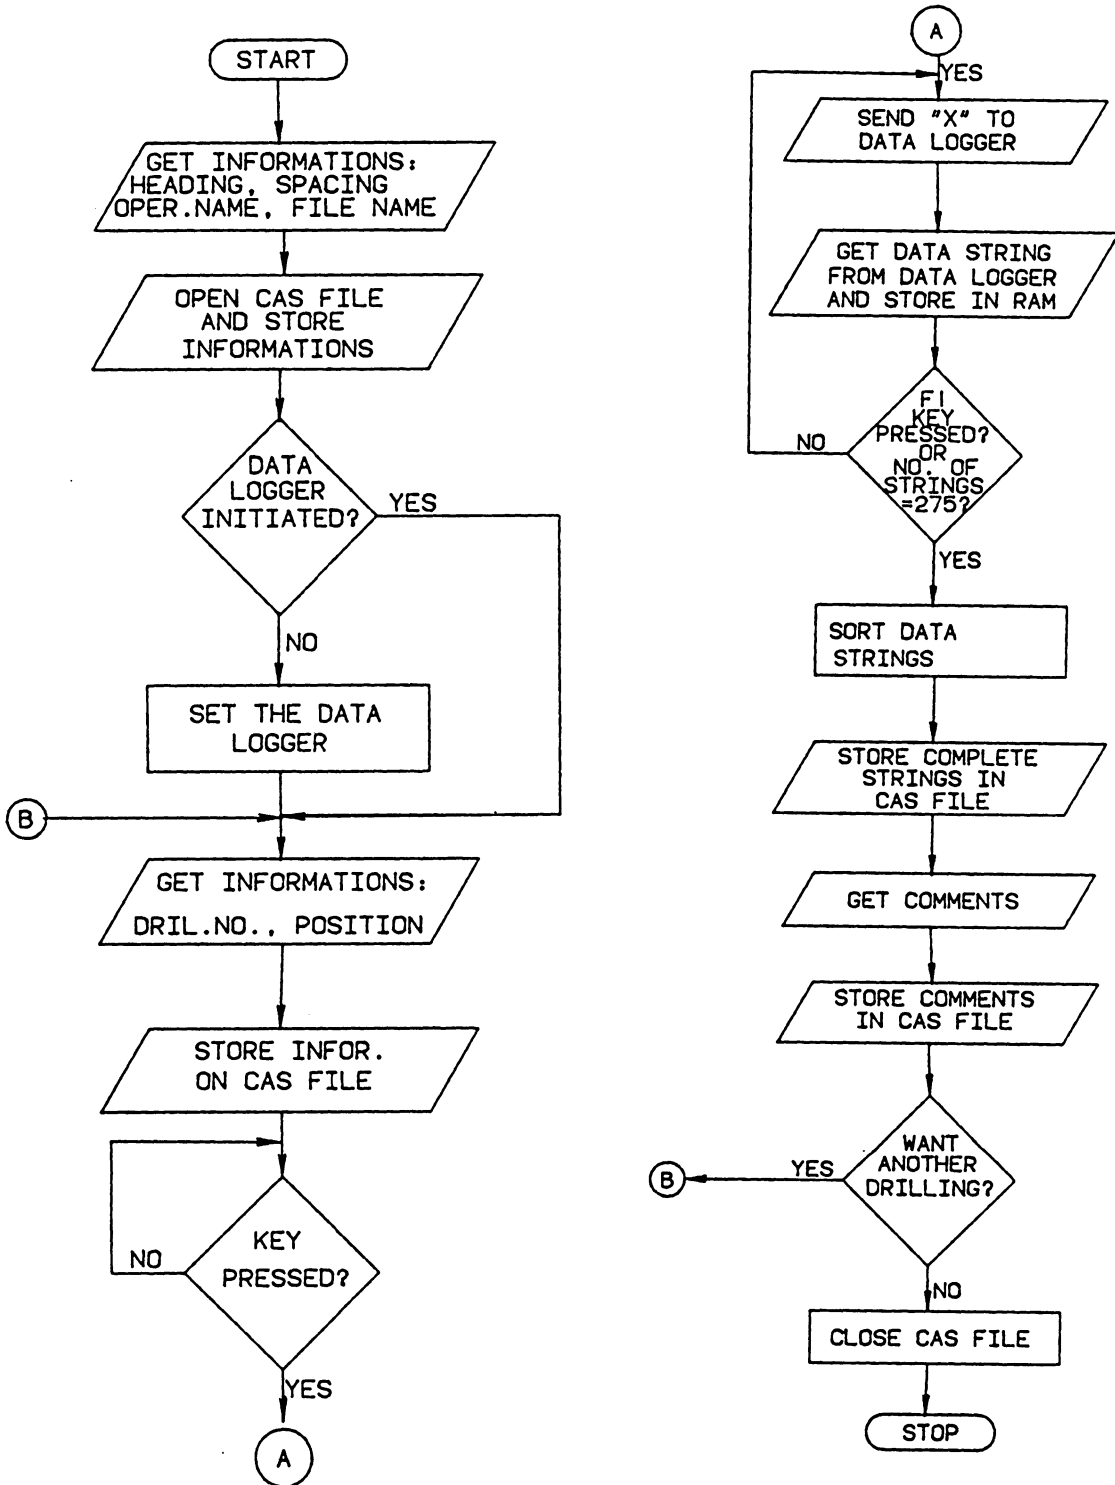 START
GET INFORMATIONS:
HEADING, SPACING
OPER.NAME, FILE NAME
OPEN CAS FILE
AND STORE
INFORMATIONS
DATA
LOGGER
INITIATED?
YES
NO
SET THE DATA
LOGGER
B
GET INFORMATIONS:
DRIL.NO., POSITION
STORE INFOR.
ON CAS FILE
KEY
PRESSED?
NO
YES
A
A
YES
SEND "X" TO
DATA LOGGER
GET DATA STRING
FROM DATA LOGGER
AND STORE IN RAM
F1
KEY
PRESSED?
OR
NO. OF
STRINGS
=275?
NO
YES
SORT DATA
STRINGS
STORE COMPLETE
STRINGS IN
CAS FILE
GET COMMENTS
STORE COMMENTS
IN CAS FILE
WANT
ANOTHER
DRILLING?
YES
B
NO
CLOSE CAS FILE
STOP